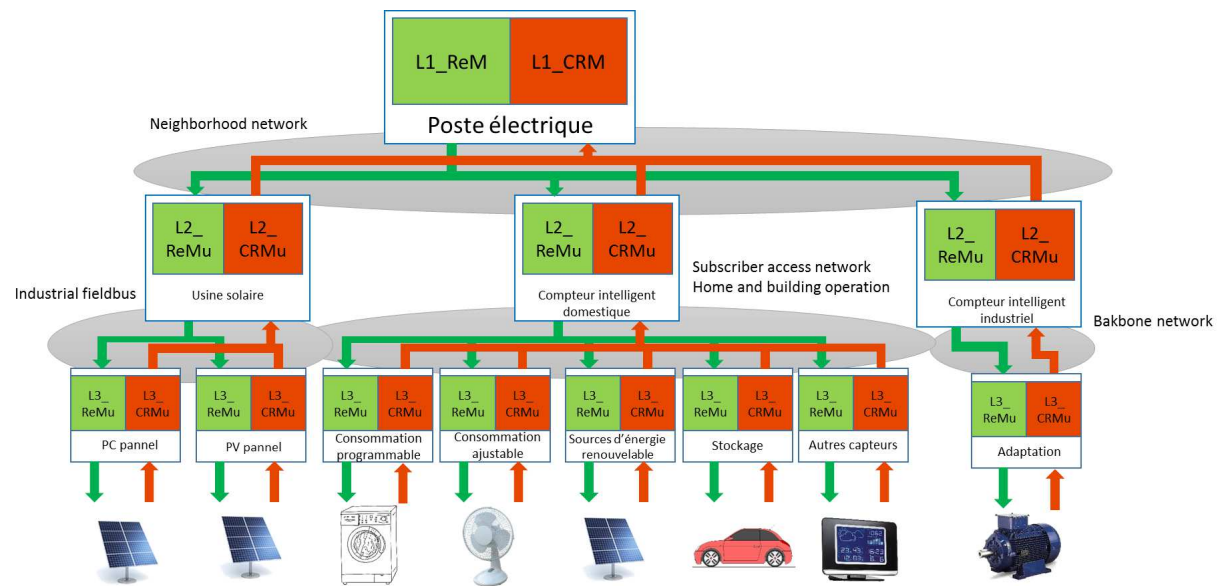 L1_ReM
L1_CRM
Poste électrique
Neighborhood network
L2_
ReMu
L2_
CRMu
Usine solaire
L2_
ReMu
L2_
CRMu
Compteur intelligent
domestique
L2_
ReMu
L2_
CRMu
Compteur intelligent
industriel
Industrial fieldbus
Subscriber access network
Home and building operation
Bakbone network
L3_
ReMu
L3_
CRMu
PC pannel
L3_
ReMu
L3_
CRMu
PV pannel
L3_
ReMu
L3_
CRMu
Consommation
programmable
L3_
ReMu
L3_
CRMu
Consommation
ajustable
L3_
ReMu
L3_
CRMu
Sources d'énergie
renouvelable
L3_
ReMu
L3_
CRMu
Stockage
L3_
ReMu
L3_
CRMu
Autres capteurs
L3_
ReMu
L3_
CRMu
Adaptation